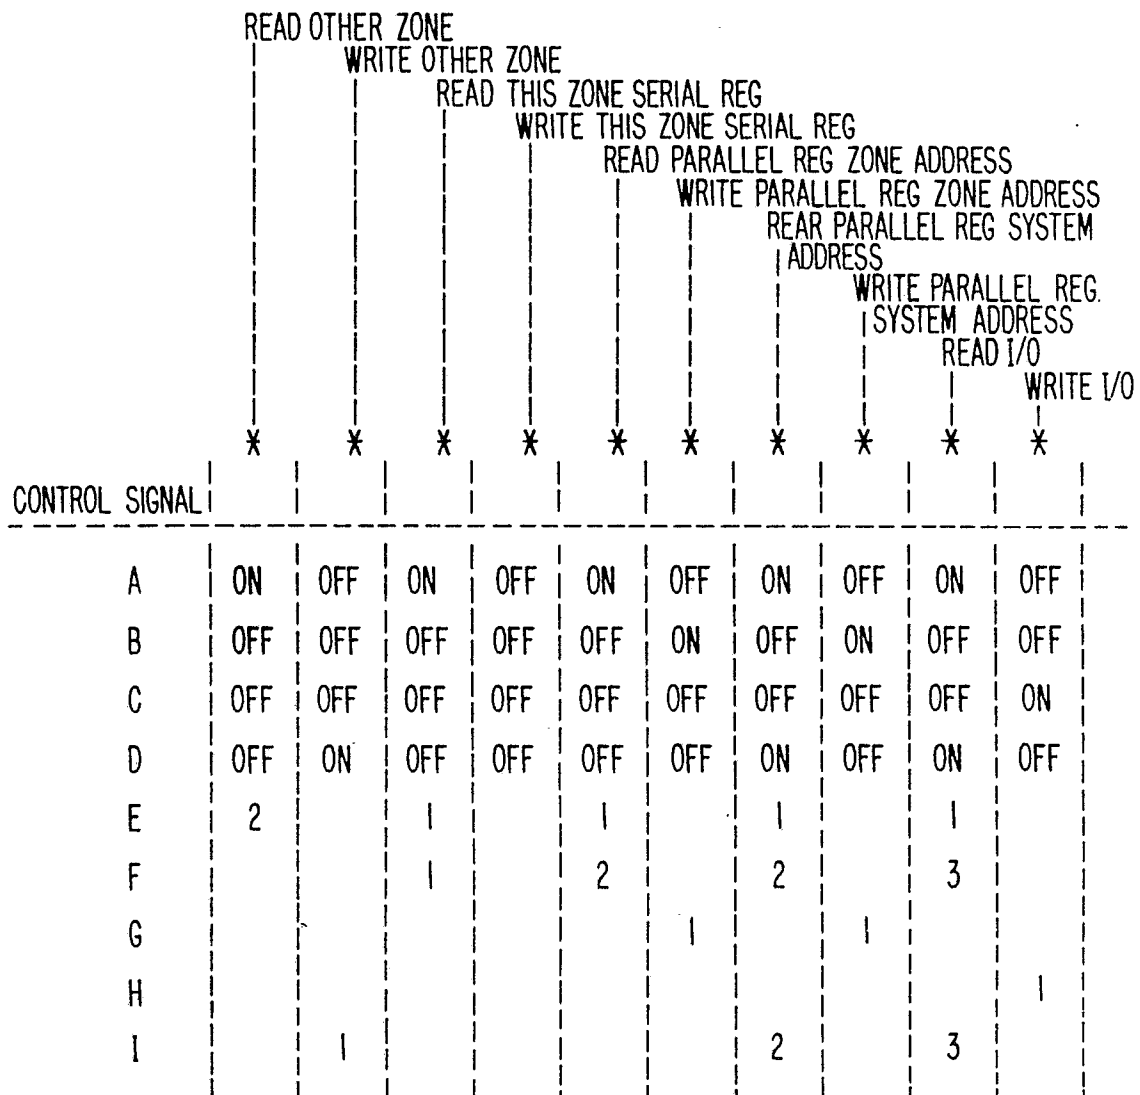 READ OTHER ZONE
WRITE OTHER ZONE
READ THIS ZONE SERIAL REG
WRITE THIS ZONE SERIAL REG
READ PARALLEL REG ZONE ADDRESS
WRITE PARALLEL REG ZONE ADDRESS
REAR PARALLEL REG SYSTEM
ADDRESS
WRITE PARALLEL REG.
SYSTEM ADDRESS
READ I/O
WRITE I/O
* * * * * * * * * *
CONTROL SIGNAL
A ON OFF ON OFF ON OFF ON OFF ON OFF
B OFF OFF OFF OFF OFF ON OFF ON OFF OFF
C OFF OFF OFF OFF OFF OFF OFF OFF OFF ON
D OFF ON OFF OFF OFF OFF ON OFF ON OFF
E 2 1 1 1 1
F 1 2 2 3
G 1 1
H 1
I 1 2 3